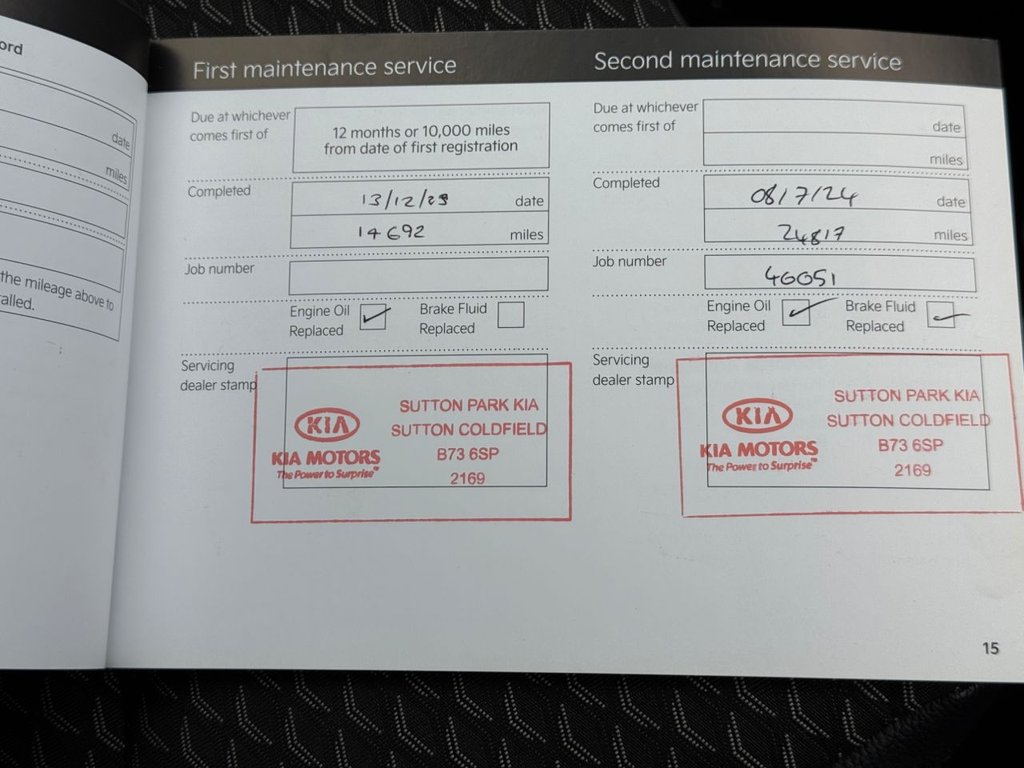 ord
date
miles
the mileage above to
alled.
First maintenance service
Due at whichever
comes first of
12 months or 10,000 miles
from date of first registration
Completed
13/12/23 date
14692 miles
Job number
Engine Oil
Replaced
Brake Fluid
Replaced
Servicing
dealer stamp
KIA
KIA MOTORS
The Power to Surprise™
SUTTON PARK KIA
SUTTON COLDFIELD
B73 6SP
2169
Second maintenance service
Due at whichever
comes first of
date
miles
Completed
08/7/24 date
24817 miles
Job number
46051
Engine Oil
Replaced
Brake Fluid
Replaced
Servicing
dealer stamp
KIA
KIA MOTORS
The Power to Surprise™
SUTTON PARK KIA
SUTTON COLDFIELD
B73 6SP
2169
15